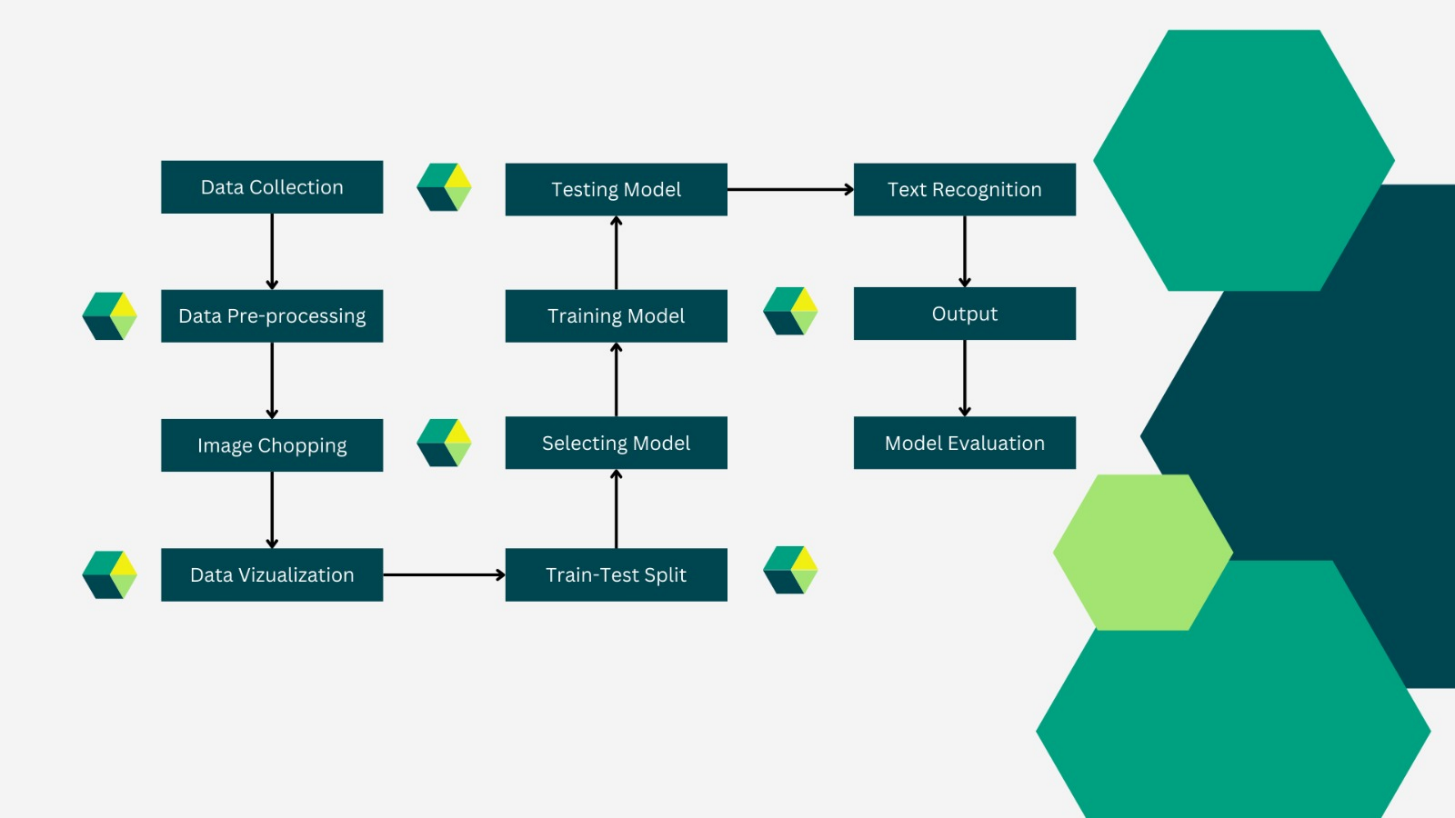 Data Collection
Data Pre-processing
Image Chopping
Data Vizualization
Train-Test Split
Selecting Model
Training Model
Testing Model
Text Recognition
Output
Model Evaluation